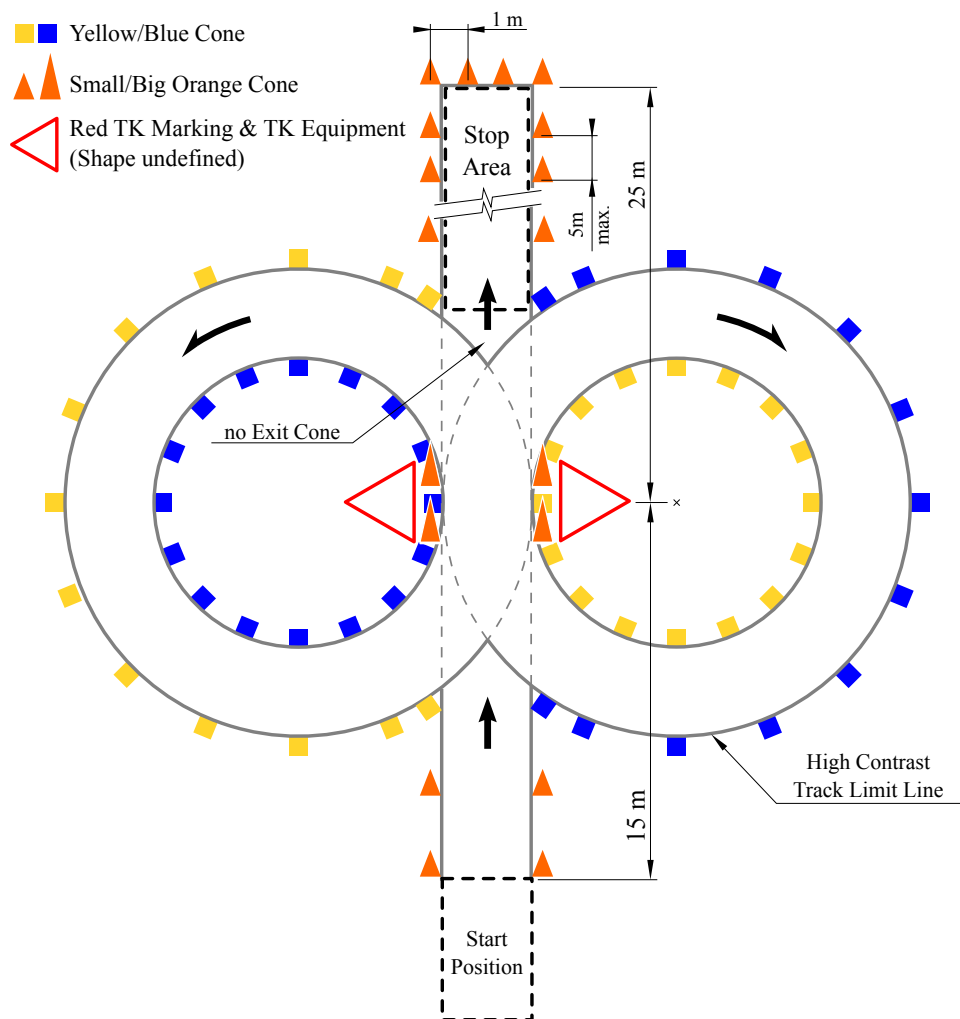 1 m
Yellow/Blue Cone
Small/Big Orange Cone
Red TK Marking & TK Equipment
(Shape undefined)
Stop
Area
25 m
5m
max.
no Exit Cone
×
High Contrast
Track Limit Line
15 m
Start
Position